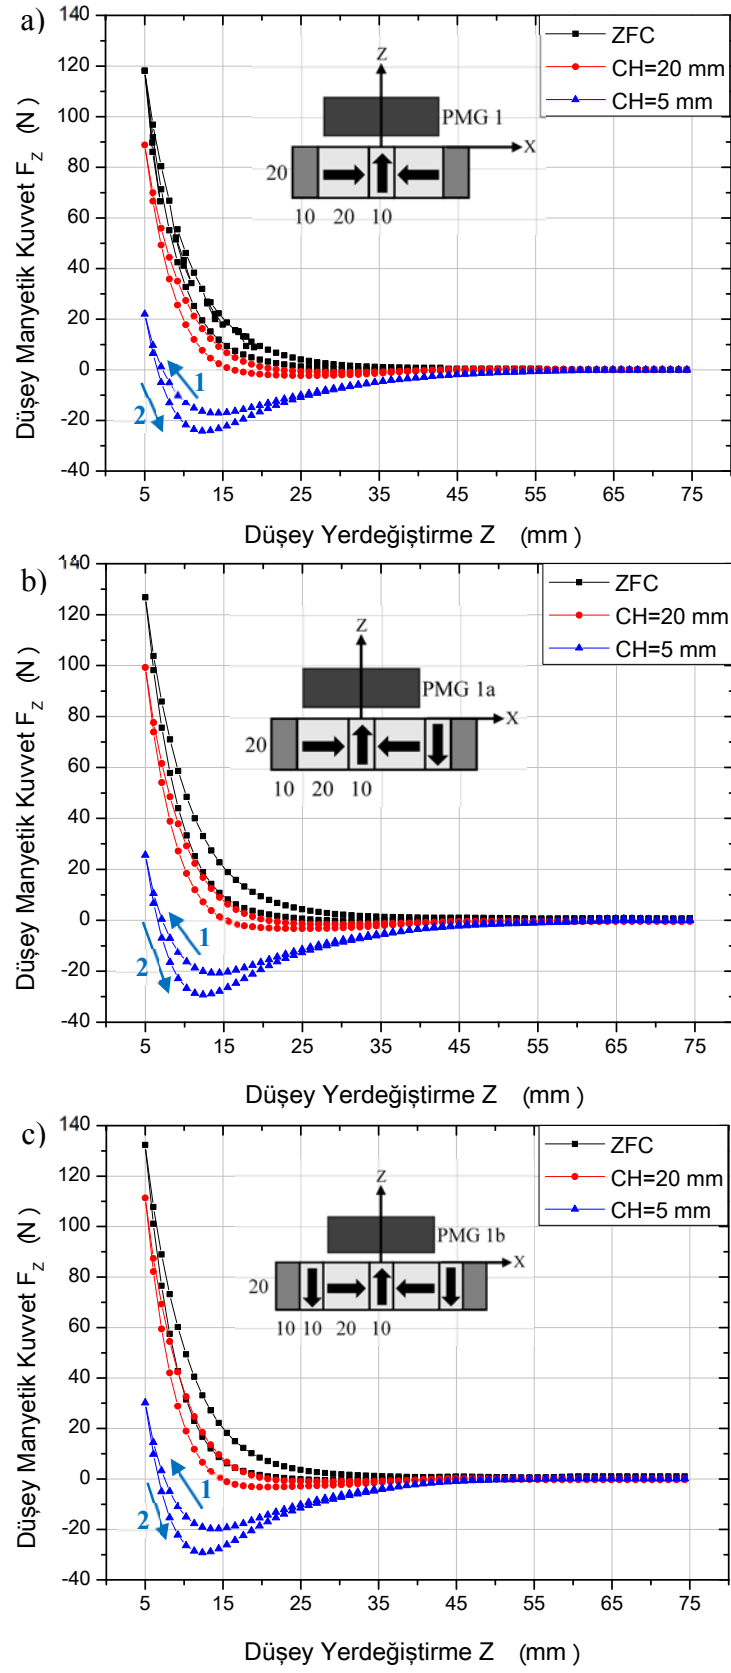 a)
Düşey Manyetik Kuvvet F_Z (N)
140
120
100
80
60
40
20
0
-20
-40
ZFC
CH=20 mm
CH=5 mm
Z
PMG 1
X
20
10 20 10
1
2
5 15 25 35 45 55 65 75
Düşey Yerdeğiştirme Z (mm)
b)
Düşey Manyetik Kuvvet F_Z (N)
140
120
100
80
60
40
20
0
-20
-40
ZFC
CH=20 mm
CH=5 mm
Z
PMG 1a
X
20
10 20 10
1
2
5 15 25 35 45 55 65 75
Düşey Yerdeğiştirme Z (mm)
c)
Düşey Manyetik Kuvvet F_Z (N)
140
120
100
80
60
40
20
0
-20
-40
ZFC
CH=20 mm
CH=5 mm
Z
PMG 1b
X
20
10 10 20 10
1
2
5 15 25 35 45 55 65 75
Düşey Yerdeğiştirme Z (mm)